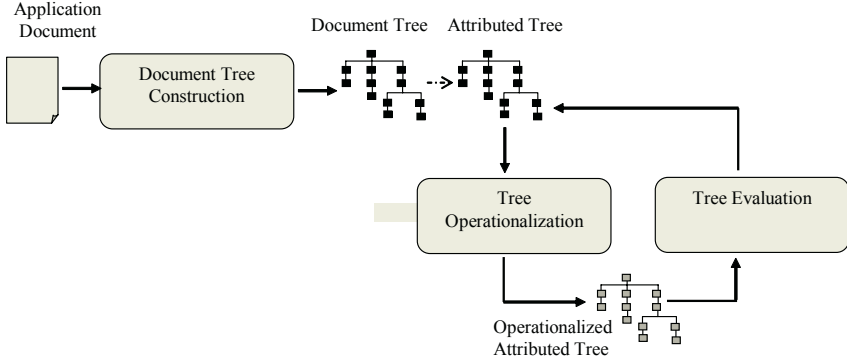 Application
Document
Document Tree
Construction
Document Tree
Attributed Tree
Tree
Operationalization
Tree Evaluation
Operationalized
Attributed Tree